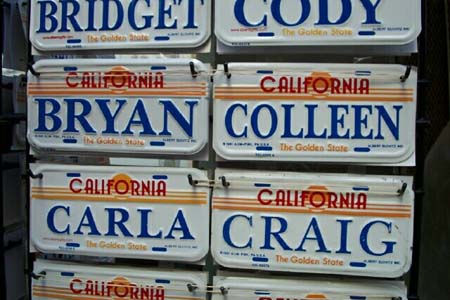 BRIDGET
The Golden State
CODY
The Golden State
CALIFORNIA
BRYAN
The Golden State
CALIFORNIA
COLLEEN
The Golden State
CALIFORNIA
CARLA
The Golden State
CALIFORNIA
CRAIG
The Golden State
CALIFORNIA
CALIFORNIA